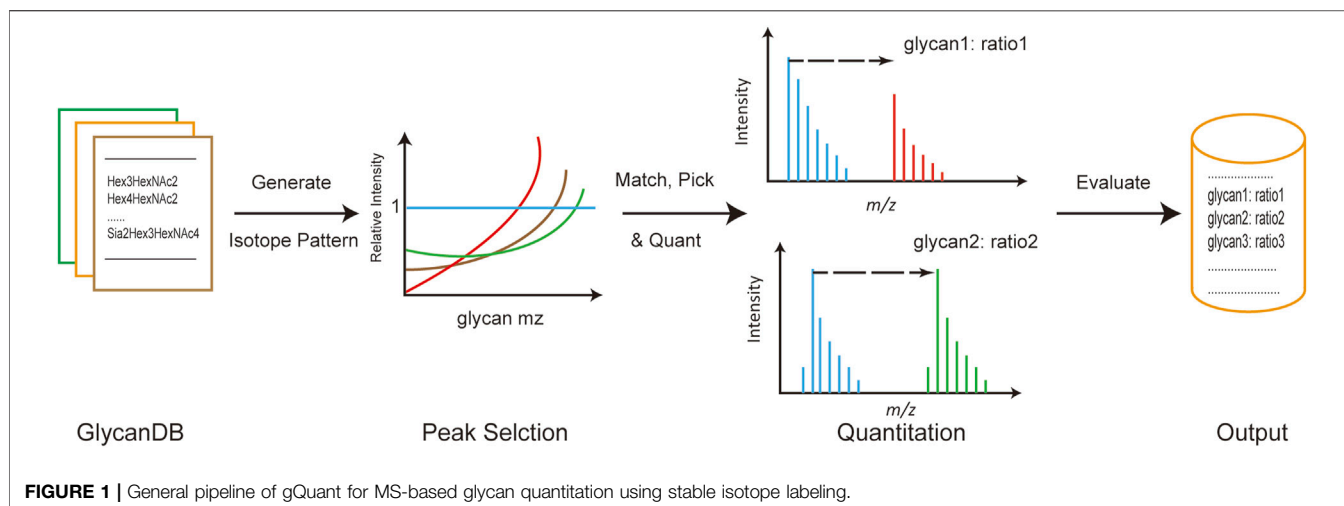 Hex3HexNAc2
Hex4HexNAc2
......
Sia2Hex3HexNAc4
GlycanDB
Generate
Isotope Pattern
Relative Intensity
1
glycan mz
Peak Selction
Match, Pick
& Quant
glycan1: ratio1
Intensity
m/z
glycan2: ratio2
Intensity
m/z
Quantitation
Evaluate
....................
glycan1: ratio1
glycan2: ratio2
glycan3: ratio3
.....................
......................
Output
FIGURE 1 | General pipeline of gQuant for MS-based glycan quantitation using stable isotope labeling.